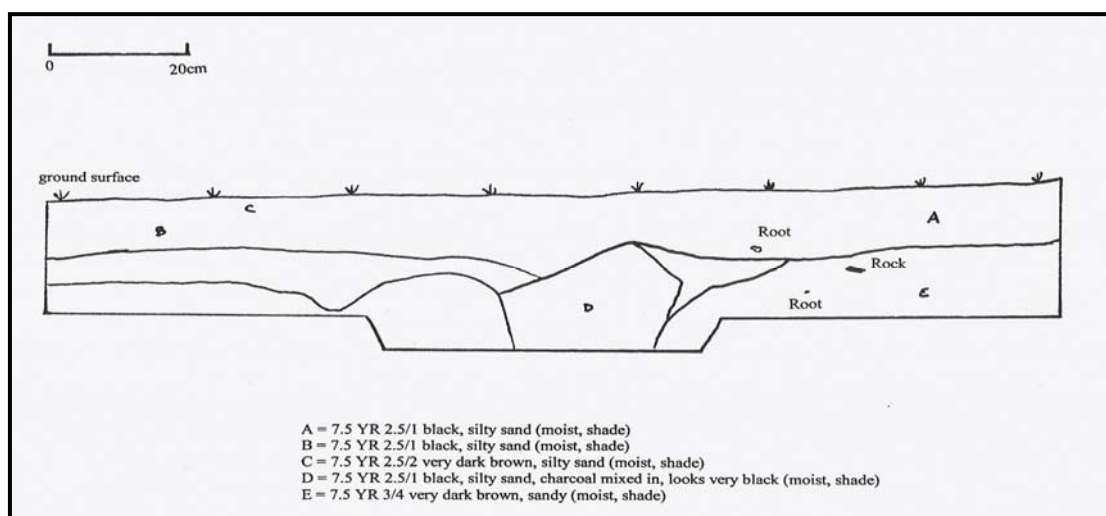 0 20cm
ground surface
C
B
A
Root
Rock
D
Root
E
A = 7.5 YR 2.5/1 black, silty sand (moist, shade)
B = 7.5 YR 2.5/1 black, silty sand (moist, shade)
C = 7.5 YR 2.5/2 very dark brown, silty sand (moist, shade)
D = 7.5 YR 2.5/1 black, silty sand, charcoal mixed in, looks very black (moist, shade)
E = 7.5 YR 3/4 very dark brown, sandy (moist, shade)